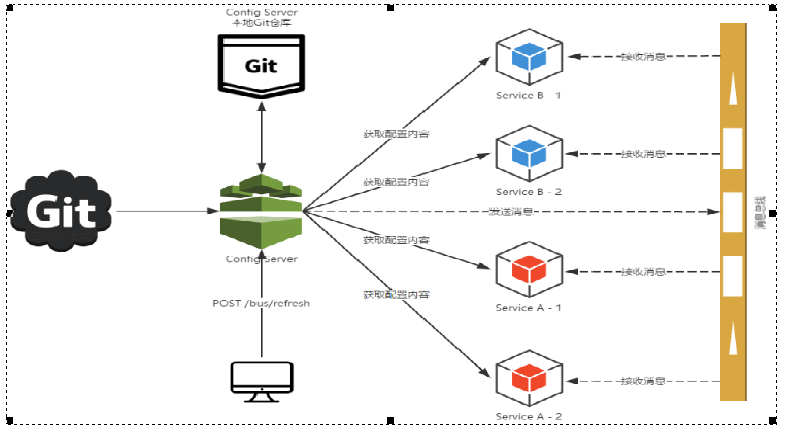 Config Server
本地Git仓库
Git
Service B - 1
接收消息
获取配置内容
Service B - 2
接收消息
获取配置内容
Git
发送消息
消息总线
获取配置内容
Config Server
接收消息
Service A - 1
获取配置内容
POST /bus/refresh
接收消息
Service A - 2